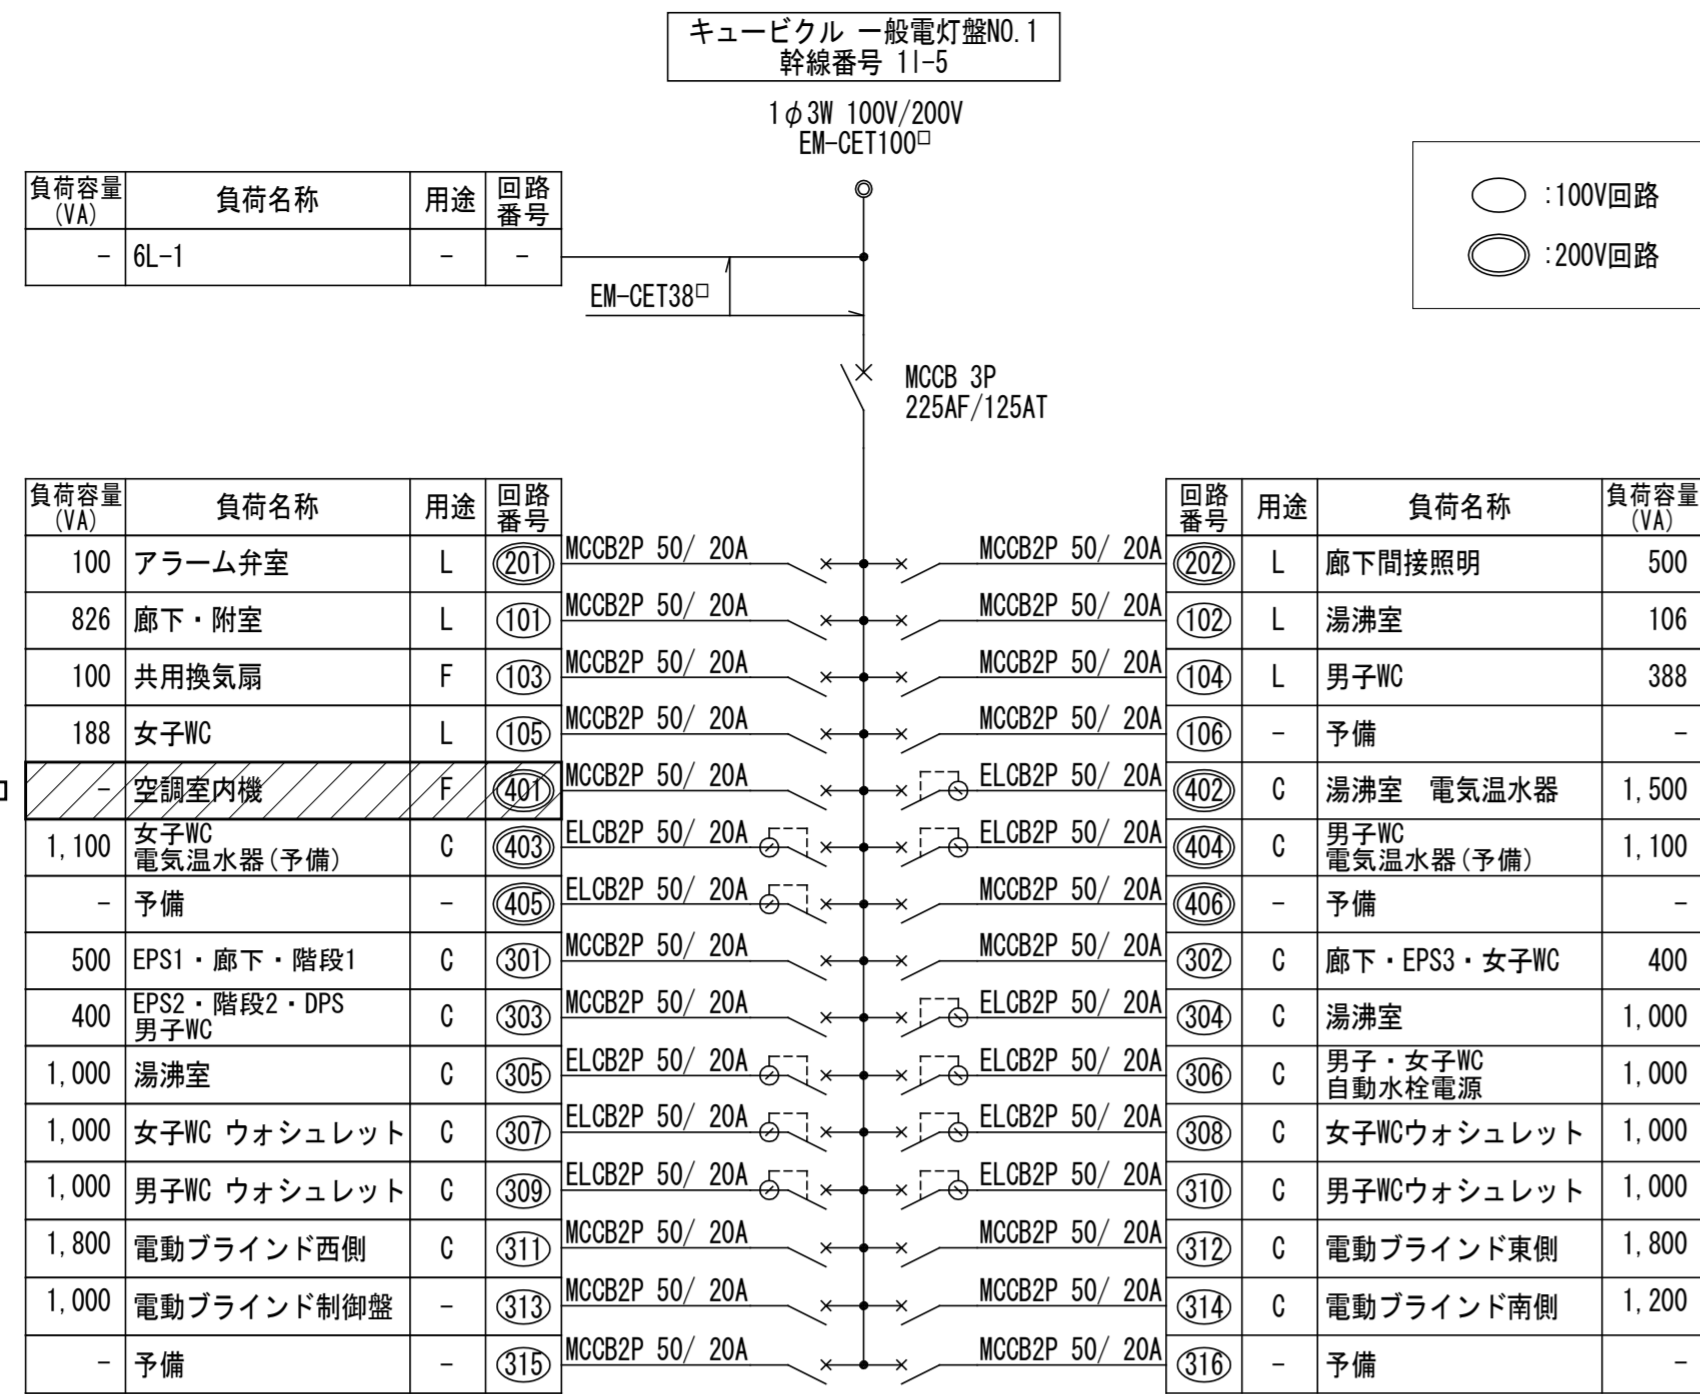 キュービクル 一般電灯盤NO.1
幹線番号 1l-5
1φ3W 100V/200V
EM-CET100□
:100V回路
:200V回路
負荷容量(VA) 負荷名称 用途 回路番号
- 6L-1 - -
EM-CET38□
MCCB 3P
225AF/125AT
負荷容量(VA) 負荷名称 用途 回路番号 回路番号 用途 負荷名称 負荷容量(VA)
100 アラーム弁室 L 201 MCCB2P 50/ 20A MCCB2P 50/ 20A 202 L 廊下間接照明 500
826 廊下・附室 L 101 MCCB2P 50/ 20A MCCB2P 50/ 20A 102 L 湯沸室 106
100 共用換気扇 F 103 MCCB2P 50/ 20A MCCB2P 50/ 20A 104 L 男子WC 388
188 女子WC L 105 MCCB2P 50/ 20A MCCB2P 50/ 20A 106 - 予備 -
- 空調室内機 F 401 MCCB2P 50/ 20A ELCB2P 50/ 20A 402 C 湯沸室 電気温水器 1,500
1,100 女子WC 電気温水器(予備) C 403 ELCB2P 50/ 20A ELCB2P 50/ 20A 404 C 男子WC 電気温水器(予備) 1,100
- 予備 - 405 ELCB2P 50/ 20A MCCB2P 50/ 20A 406 - 予備 -
500 EPS1・廊下・階段1 C 301 MCCB2P 50/ 20A MCCB2P 50/ 20A 302 C 廊下・EPS3・女子WC 400
400 EPS2・階段2・DPS 男子WC C 303 MCCB2P 50/ 20A ELCB2P 50/ 20A 304 C 湯沸室 1,000
1,000 湯沸室 C 305 ELCB2P 50/ 20A ELCB2P 50/ 20A 306 C 男子・女子WC 自動水栓電源 1,000
1,000 女子WC ウォシュレット C 307 ELCB2P 50/ 20A ELCB2P 50/ 20A 308 C 女子WCウォシュレット 1,000
1,000 男子WC ウォシュレット C 309 ELCB2P 50/ 20A ELCB2P 50/ 20A 310 C 男子WCウォシュレット 1,000
1,800 電動ブラインド西側 C 311 MCCB2P 50/ 20A MCCB2P 50/ 20A 312 C 電動ブラインド東側 1,800
1,000 電動ブラインド制御盤 - 313 MCCB2P 50/ 20A MCCB2P 50/ 20A 314 C 電動ブラインド南側 1,200
- 予備 - 315 MCCB2P 50/ 20A MCCB2P 50/ 20A 316 - 予備 -